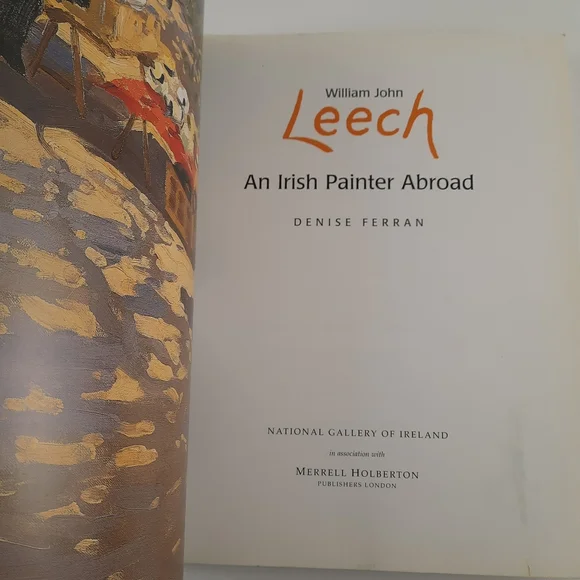 William John
Leech
An Irish Painter Abroad
DENISE FERRAN
NATIONAL GALLERY OF IRELAND
in association with
MERRELL HOLBERTON
PUBLISHERS LONDON